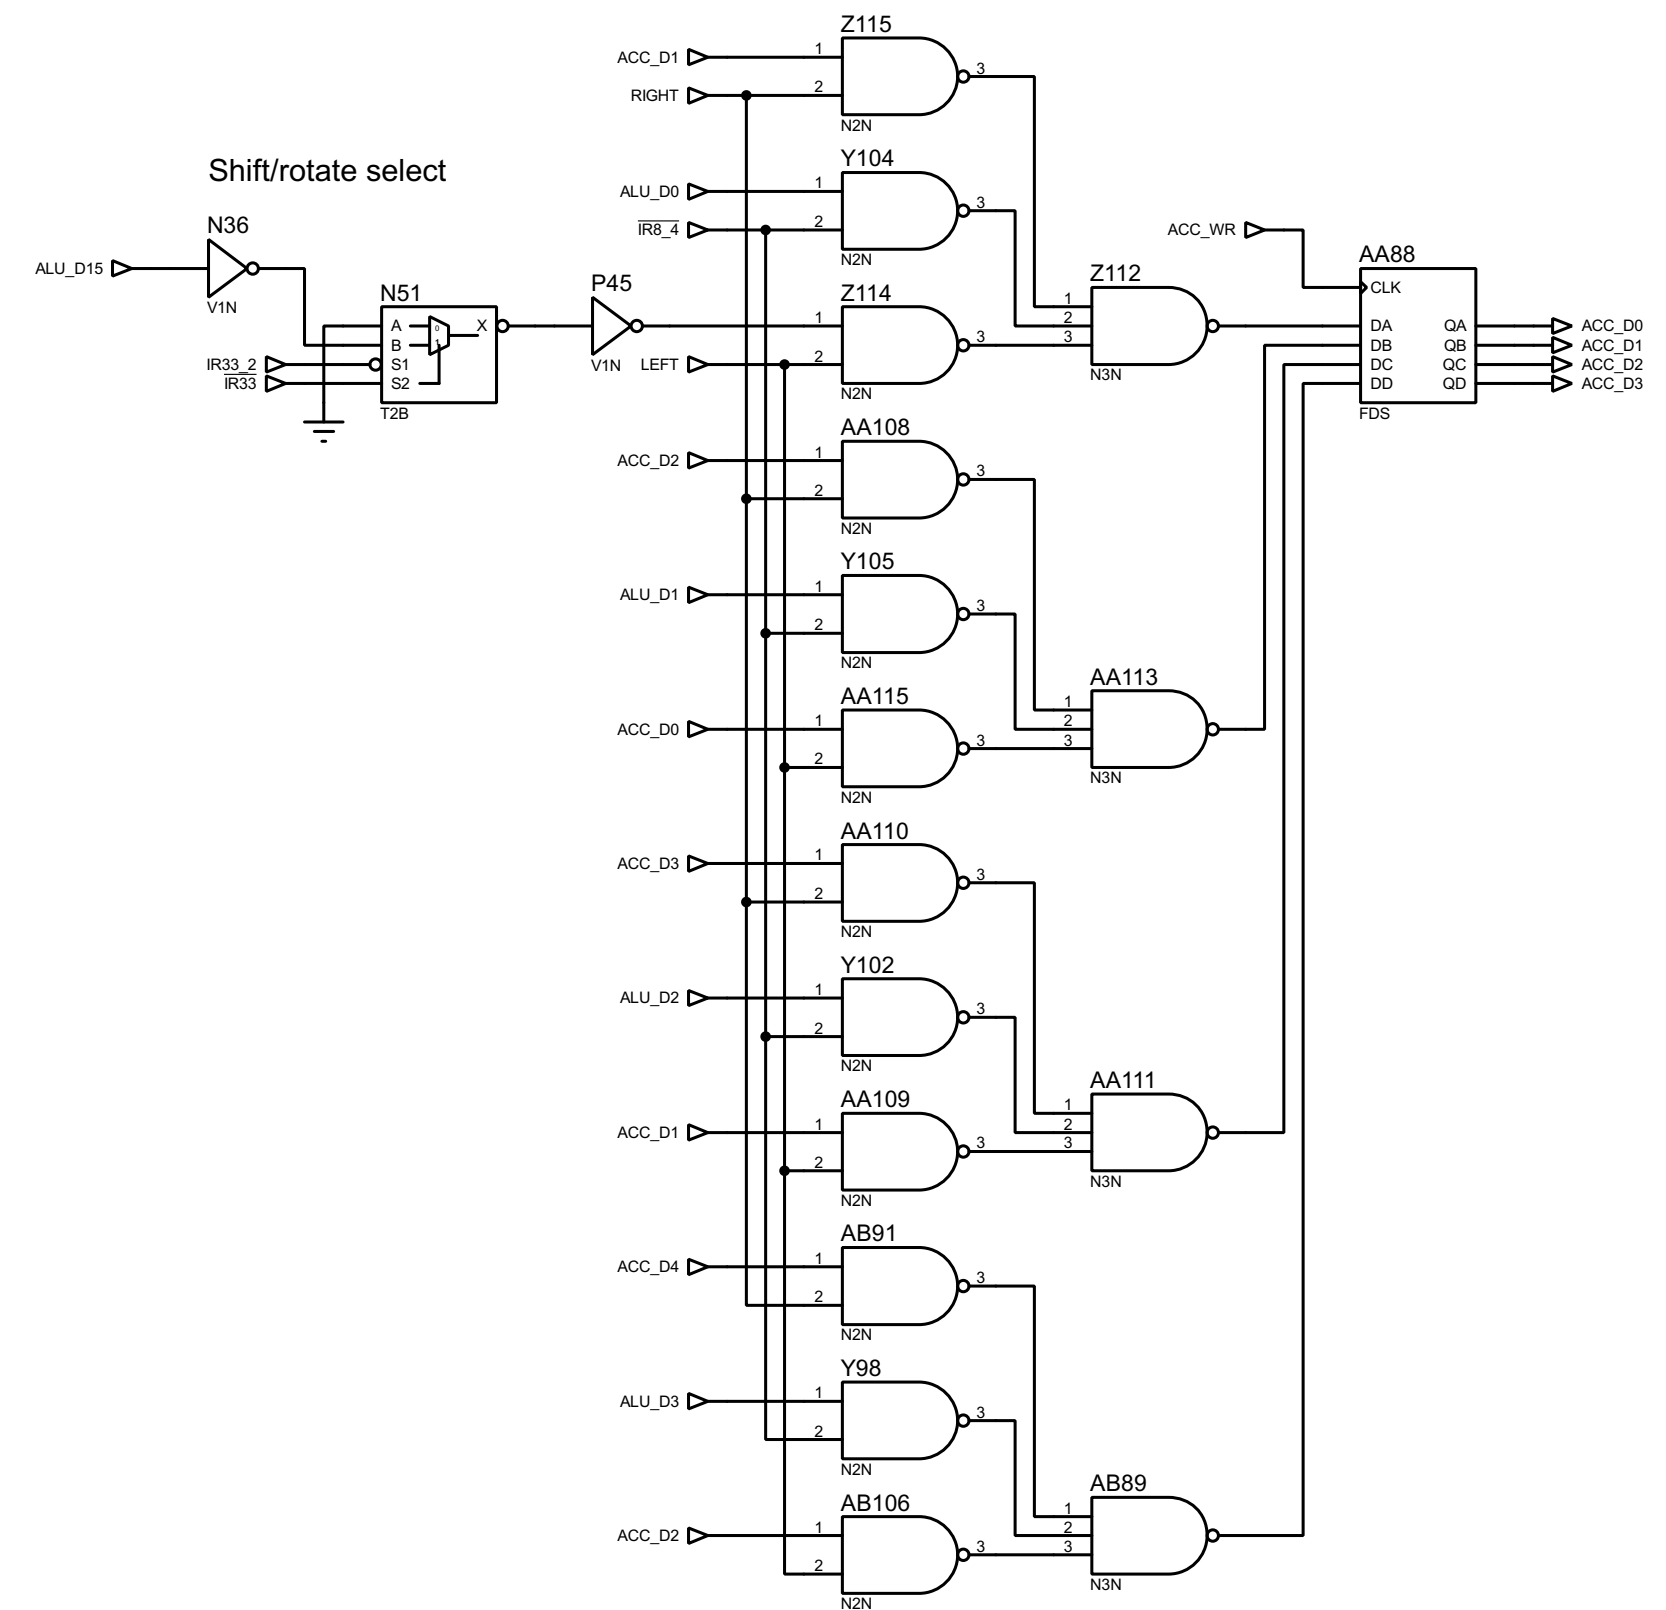 Z115
ACC_D1 1 3
RIGHT 2
N2N
Shift/rotate select
Y104
ALU_D0 1 3
IR8_4 2
N2N
N36
ALU_D15
V1N
ACC_WR
AA88
CLK
N51
P45
Z114
Z112
A 0 X
B 1
IR33_2 S1
IR33 S2
T2B
V1N
1 3
LEFT 2
N2N
1
2
3
N3N
DA QA ACC_D0
DB QB ACC_D1
DC QC ACC_D2
DD QD ACC_D3
FDS
AA108
ACC_D2 1 3
2
N2N
Y105
ALU_D1 1 3
2
N2N
AA115
ACC_D0 1 3
2
N2N
AA113
1
2
3
N3N
AA110
ACC_D3 1 3
2
N2N
Y102
ALU_D2 1 3
2
N2N
AA109
ACC_D1 1 3
2
N2N
AA111
1
2
3
N3N
AB91
ACC_D4 1 3
2
N2N
Y98
ALU_D3 1 3
2
N2N
AB106
ACC_D2 1 3
2
N2N
AB89
1
2
3
N3N